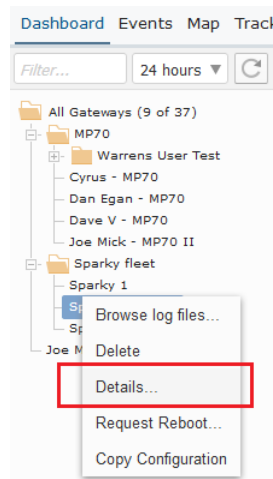 Dashboard Events Map
Filter... 24 hours
All Gateways (9 of 37)
MP70
Warrens User Test
Cyrus - MP70
Dan Egan - MP70
Dave V - MP70
Joe Mick - MP70 II
Sparky fleet
Sparky 1
Browse log files...
Delete
Joe
Details...
Request Reboot...
Copy Configuration